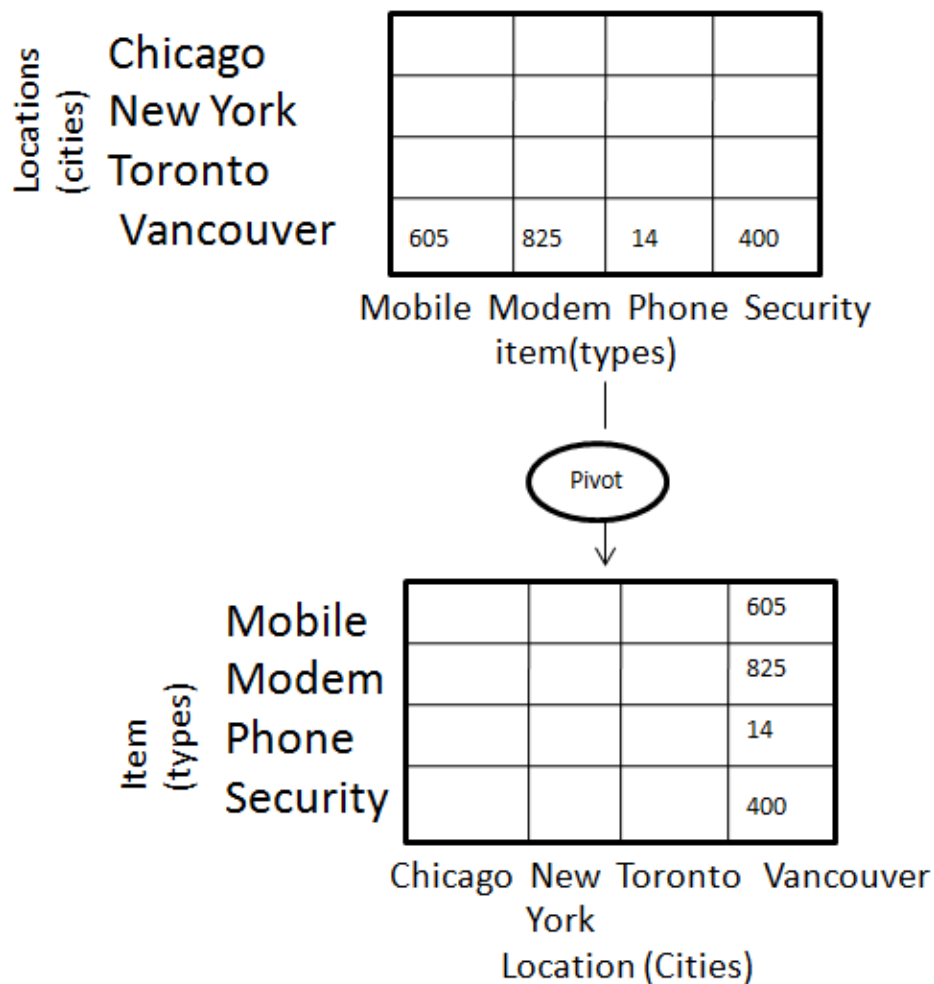 Locations
(cities)
Chicago
New York
Toronto
Vancouver
605 825 14 400
Mobile Modem Phone Security
item(types)
Pivot
Item
(types)
Mobile
Modem
Phone
Security
605
825
14
400
Chicago New Toronto Vancouver
York
Location (Cities)